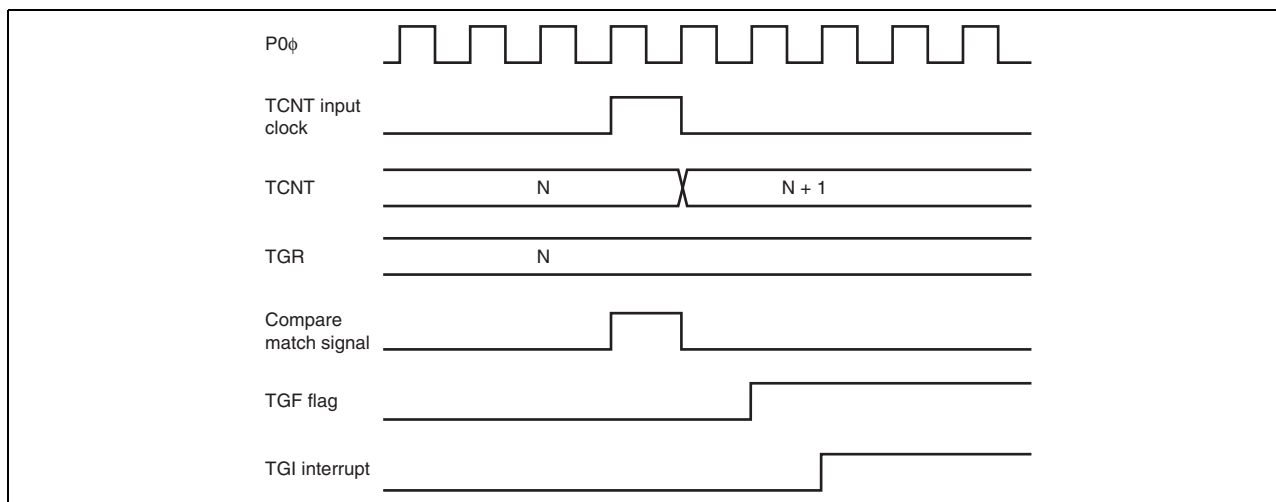 P0ϕ
TCNT input
clock
TCNT
N
N + 1
TGR
N
Compare
match signal
TGF flag
TGI interrupt